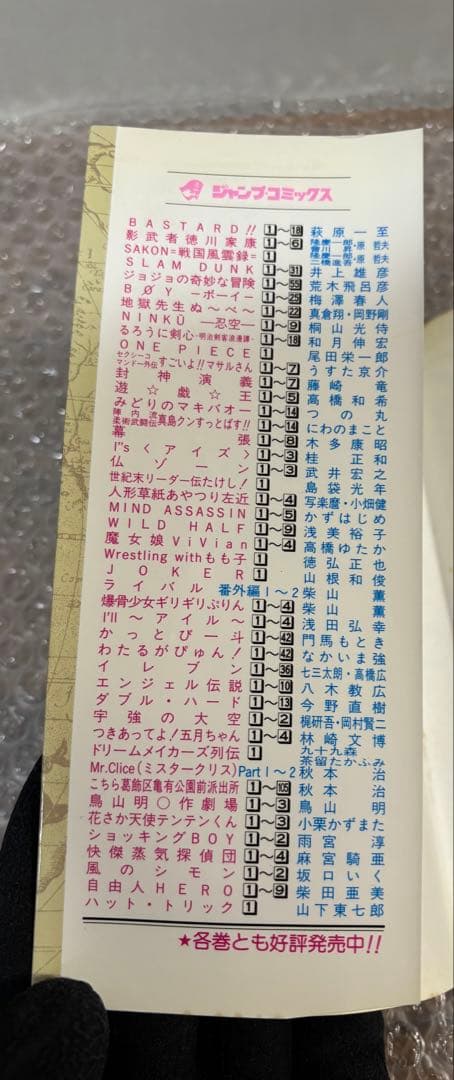 ジャンプ・コミックス
BASTARD!! 1〜18 萩原一至
影武者徳川家康 1〜6 隆慶一郎・原哲夫 會川昇
SAKON=戦国風雲録= 1 隆慶一郎・原哲夫 二橋進吾
SLAM DUNK 1〜31 井上雄彦
ジョジョの奇妙な冒険 1〜55 荒木飛呂彦
BØY―ボーイ― 1〜25 梅澤春人
地獄先生ぬ〜べ〜 1〜22 真倉翔・岡野剛
NINKU―忍空― 1〜9 桐山光侍
るろうに剣心・明治剣客浪漫譚・ 1〜18 和月伸宏
ONE PIECE 1 尾田栄一郎
セクシーコマンドー外伝すごいよ!!マサルさん 1〜7 うすた京介
封神演義 1〜7 藤崎竜
遊☆戯☆王 1〜5 高橋和希
みどりのマキバオー 1〜14 つの丸
陣内流柔術武闘伝真島クンすっとばす!! 1〜14 にわのまこと
幕張 1〜8 木多康昭
I"s〈アイズ〉 1〜3 桂正和
仏ゾーン 1〜3 武井宏之
世紀末リーダー伝たけし! 1 島袋光年
人形草紙あやつり左近 1〜4 写楽麿・小畑健
MIND ASSASSIN 1〜5 かずはじめ
WILD HALF 1〜9 浅美裕子
魔女娘ViVian 1〜4 高橋ゆたか
Wrestling withもも子 1 徳弘正也
JOKER 1 山根和俊
ライバル 番外編1〜2 柴山薫
爆骨少女ギリギリぷりん 1〜4 柴山薫
I'll〜アイル〜 1〜4 浅田弘幸
かっとび一斗 1〜42 門馬もとき
わたるがぴゅん! 1〜42 なかいま強
イレブン 1〜36 七三太朗・高橋広
エンジェル伝説 1〜10 八木教広
ダブル・ハード 1〜13 今野直樹
宇強の大空 1〜2 梶研吾・岡村賢二
つきあってよ!五月ちゃん 1〜4 林崎文博
ドリームメイカーズ列伝 1 九十九森 茶留たかふみ
Mr.Clice(ミスタークリス) Part1〜2 秋本治
こちら葛飾区亀有公園前派出所 1〜105 秋本治
鳥山明○作劇場 1〜3 鳥山明
花さか天使テンテンくん 1〜3 小栗かずまた
ショッキングBOY 1〜2 雨宮淳
快傑蒸気探偵団 1〜4 麻宮騎亜
風のシモン 1〜2 坂口いく
自由人HERO 1〜9 柴田亜美
ハット・トリック 1 山下東七郎
★各巻とも好評発売中!!